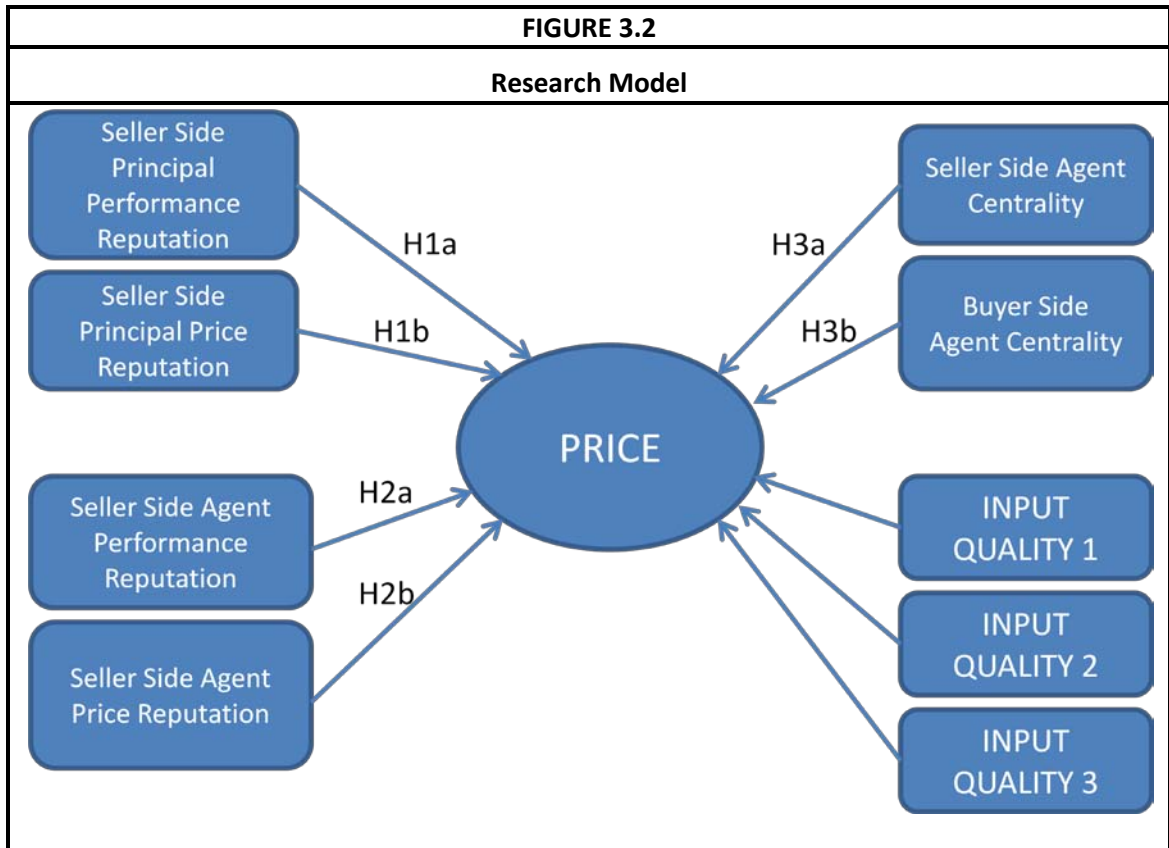 FIGURE 3.2
Research Model
Seller Side
Principal
Performance
Reputation
H1a
Seller Side
Principal Price
Reputation
H1b
Seller Side Agent
Performance
Reputation
H2a
Seller Side Agent
Price Reputation
H2b
PRICE
Seller Side Agent
Centrality
H3a
Buyer Side
Agent Centrality
H3b
INPUT
QUALITY 1
INPUT
QUALITY 2
INPUT
QUALITY 3